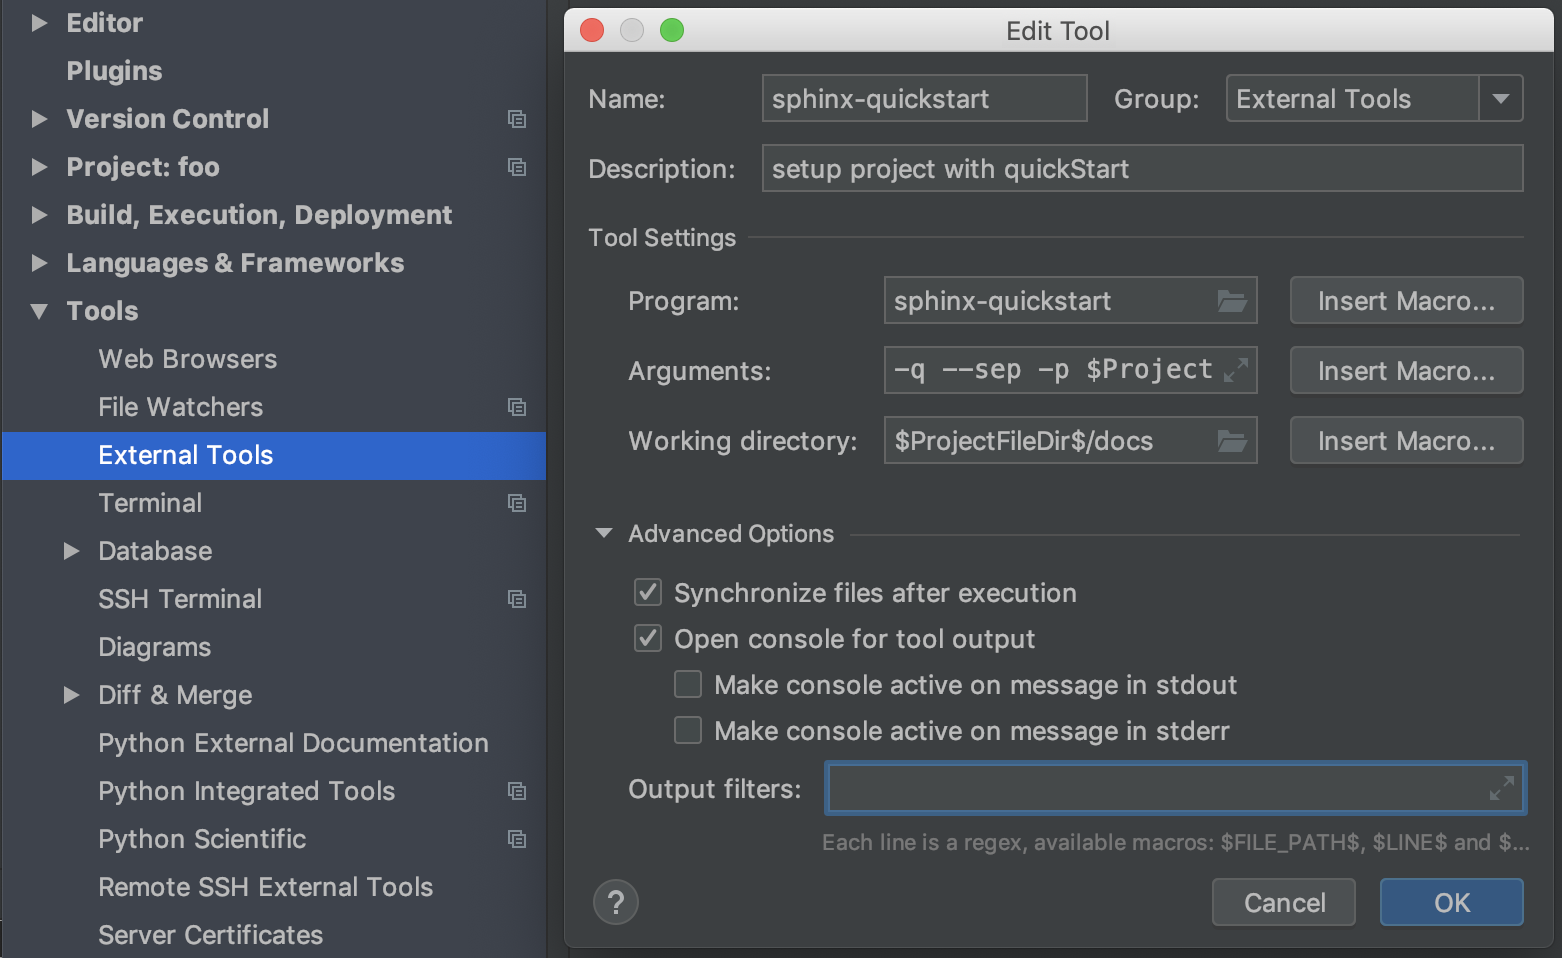 Editor
Plugins
Version Control
Project: foo
Build, Execution, Deployment
Languages & Frameworks
Tools
Web Browsers
File Watchers
External Tools
Terminal
Database
SSH Terminal
Diagrams
Diff & Merge
Python External Documentation
Python Integrated Tools
Python Scientific
Remote SSH External Tools
Server Certificates
Edit Tool
Name: sphinx-quickstart Group: External Tools
Description: setup project with quickStart
Tool Settings
Program: sphinx-quickstart Insert Macro...
Arguments: -q --sep -p $Project Insert Macro...
Working directory: $ProjectFileDir$/docs Insert Macro...
Advanced Options
Synchronize files after execution
Open console for tool output
Make console active on message in stdout
Make console active on message in stderr
Output filters:
Each line is a regex, available macros: $FILE_PATH$, $LINE$ and $...
? Cancel OK